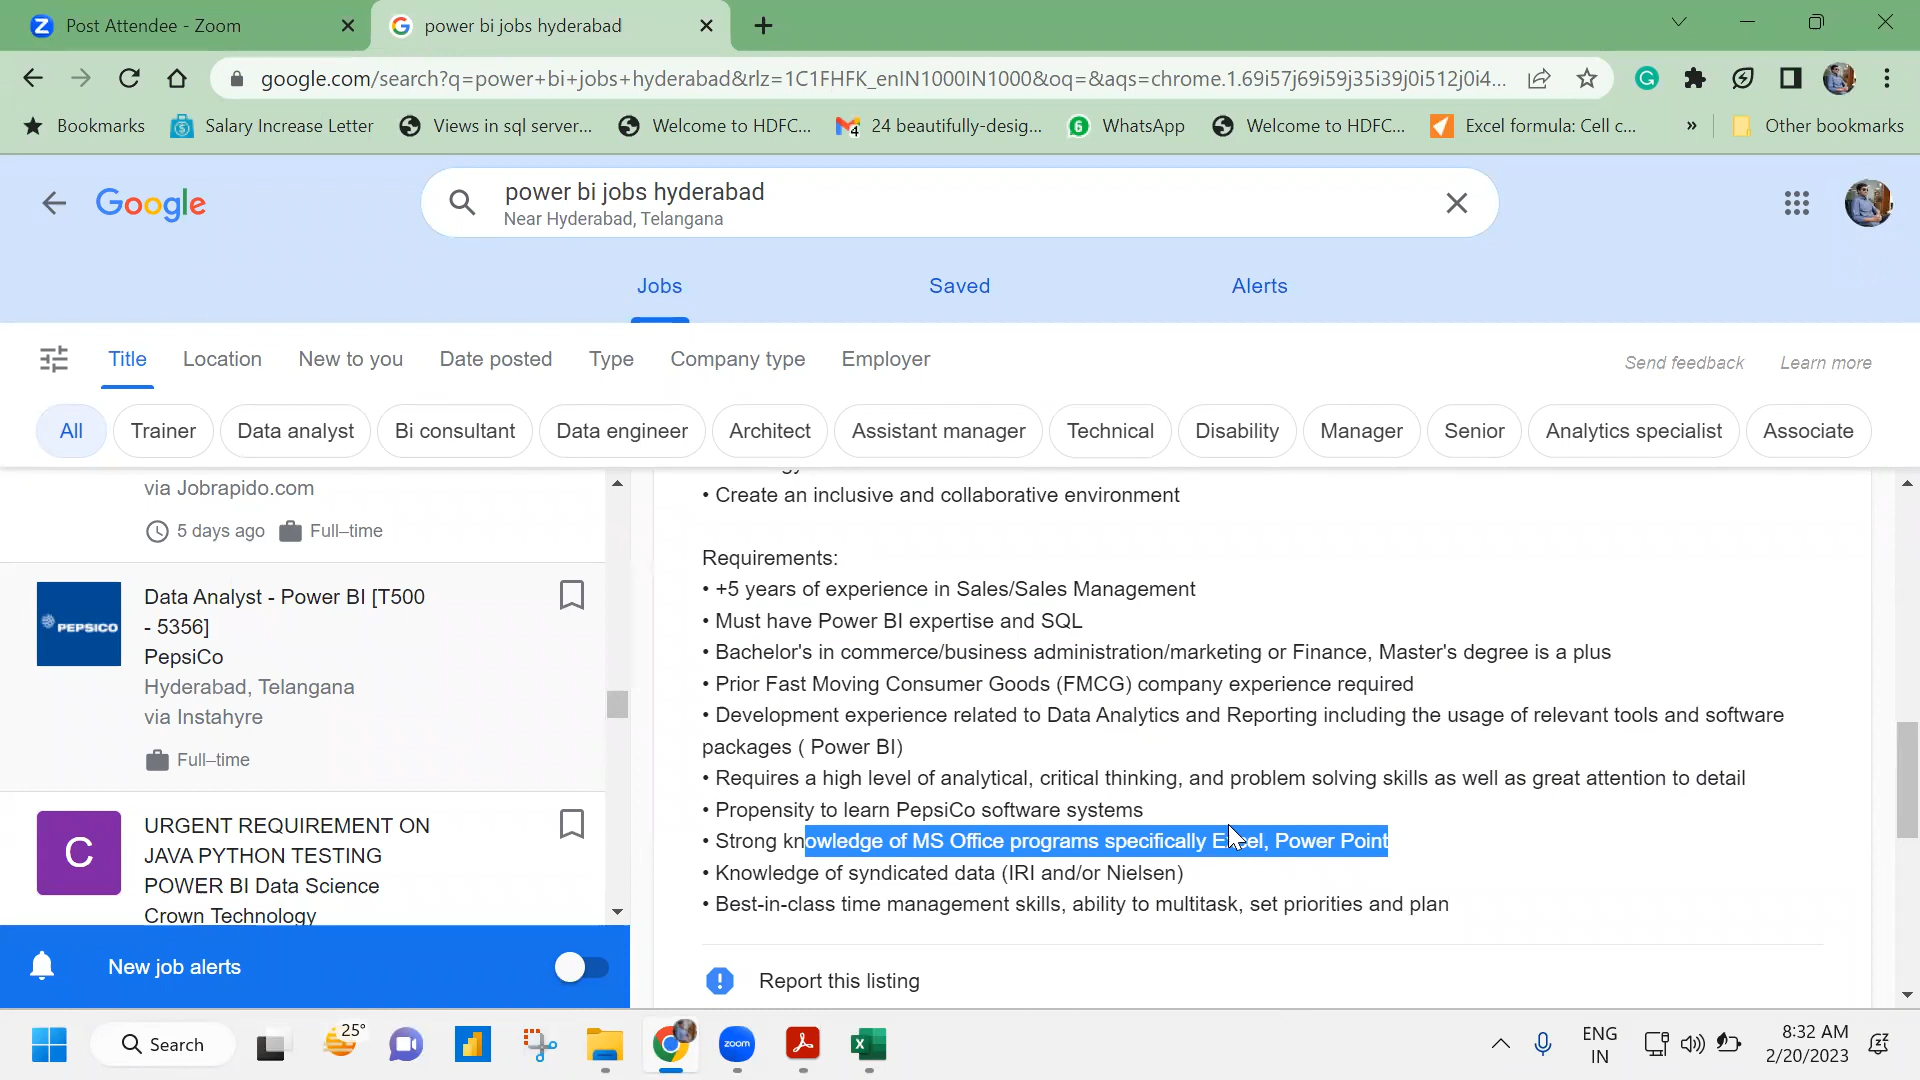 Post Attendee - Zoom
power bi jobs hyderabad
google.com/search?q=power+bi+jobs+hyderabad&rlz=1C1FHFK_enIN1000IN1000&oq=&aqs=chrome.1.69i57j69i59j35i39j0i512j0i4...
Bookmarks
Salary Increase Letter
Views in sql server...
Welcome to HDFC...
24 beautifully-desig...
WhatsApp
Welcome to HDFC...
Excel formula: Cell c...
»
Other bookmarks
Google
power bi jobs hyderabad
Near Hyderabad, Telangana
Jobs
Saved
Alerts
Title
Location
New to you
Date posted
Type
Company type
Employer
Send feedback
Learn more
All
Trainer
Data analyst
Bi consultant
Data engineer
Architect
Assistant manager
Technical
Disability
Manager
Senior
Analytics specialist
Associate
via Jobrapido.com
5 days ago
Full–time
PEPSICO
Data Analyst - Power BI [T500
- 5356]
PepsiCo
Hyderabad, Telangana
via Instahyre
Full–time
C
URGENT REQUIREMENT ON
JAVA PYTHON TESTING
POWER BI Data Science
Crown Technology
New job alerts
• Create an inclusive and collaborative environment
Requirements:
• +5 years of experience in Sales/Sales Management
• Must have Power BI expertise and SQL
• Bachelor's in commerce/business administration/marketing or Finance, Master's degree is a plus
• Prior Fast Moving Consumer Goods (FMCG) company experience required
• Development experience related to Data Analytics and Reporting including the usage of relevant tools and software
packages ( Power BI)
• Requires a high level of analytical, critical thinking, and problem solving skills as well as great attention to detail
• Propensity to learn PepsiCo software systems
• Strong knowledge of MS Office programs specifically Excel, Power Point
• Knowledge of syndicated data (IRI and/or Nielsen)
• Best-in-class time management skills, ability to multitask, set priorities and plan
Report this listing
Search
25°
zoom
ENG
IN
8:32 AM
2/20/2023